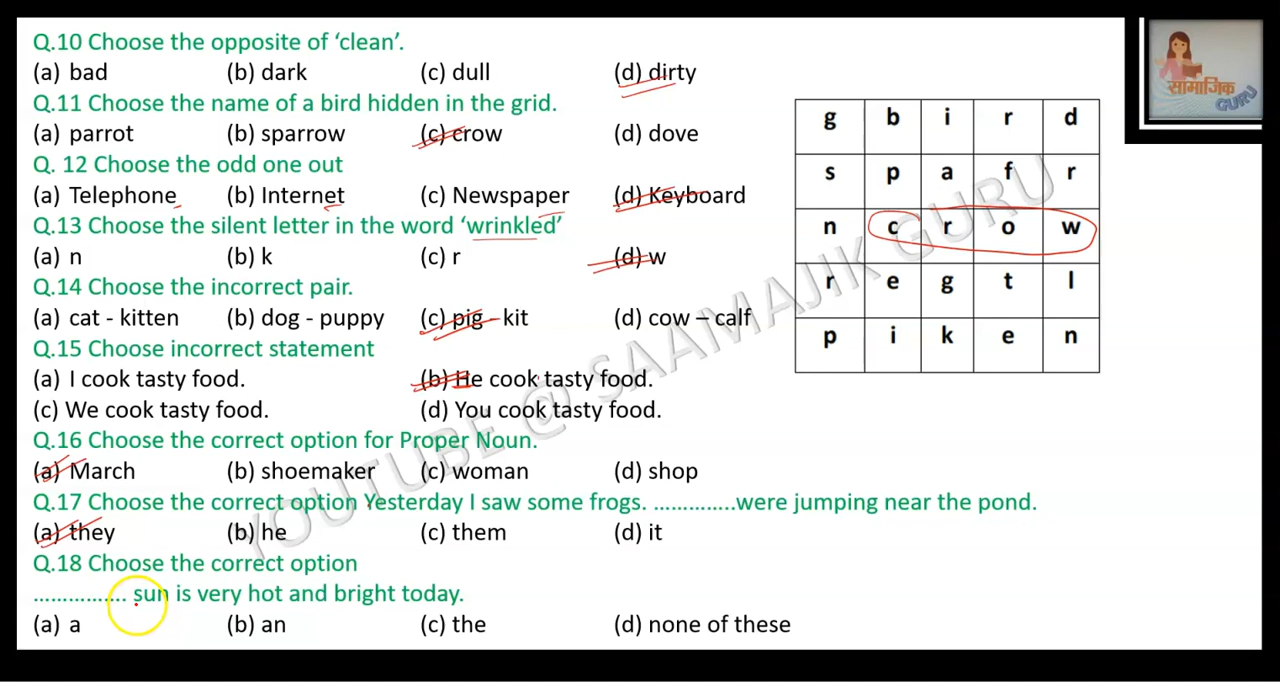 Q.10 Choose the opposite of ‘clean’.
(a) bad (b) dark (c) dull (d) dirty
Q.11 Choose the name of a bird hidden in the grid.
(a) parrot (b) sparrow (c) crow (d) dove
Q. 12 Choose the odd one out
(a) Telephone (b) Internet (c) Newspaper (d) Keyboard
Q.13 Choose the silent letter in the word ‘wrinkled’
(a) n (b) k (c) r (d) w
Q.14 Choose the incorrect pair.
(a) cat - kitten (b) dog - puppy (c) pig - kit (d) cow – calf
Q.15 Choose incorrect statement
(a) I cook tasty food. (b) He cook tasty food.
(c) We cook tasty food. (d) You cook tasty food.
Q.16 Choose the correct option for Proper Noun.
(a) March (b) shoemaker (c) woman (d) shop
Q.17 Choose the correct option Yesterday I saw some frogs. ..............were jumping near the pond.
(a) they (b) he (c) them (d) it
Q.18 Choose the correct option
................ sun is very hot and bright today.
(a) a (b) an (c) the (d) none of these
g b i r d
s p a f r
n c r o w
r e g t l
p i k e n
सामाजिक
GURU
YOUTUBE @ SAAMAJIK GURU